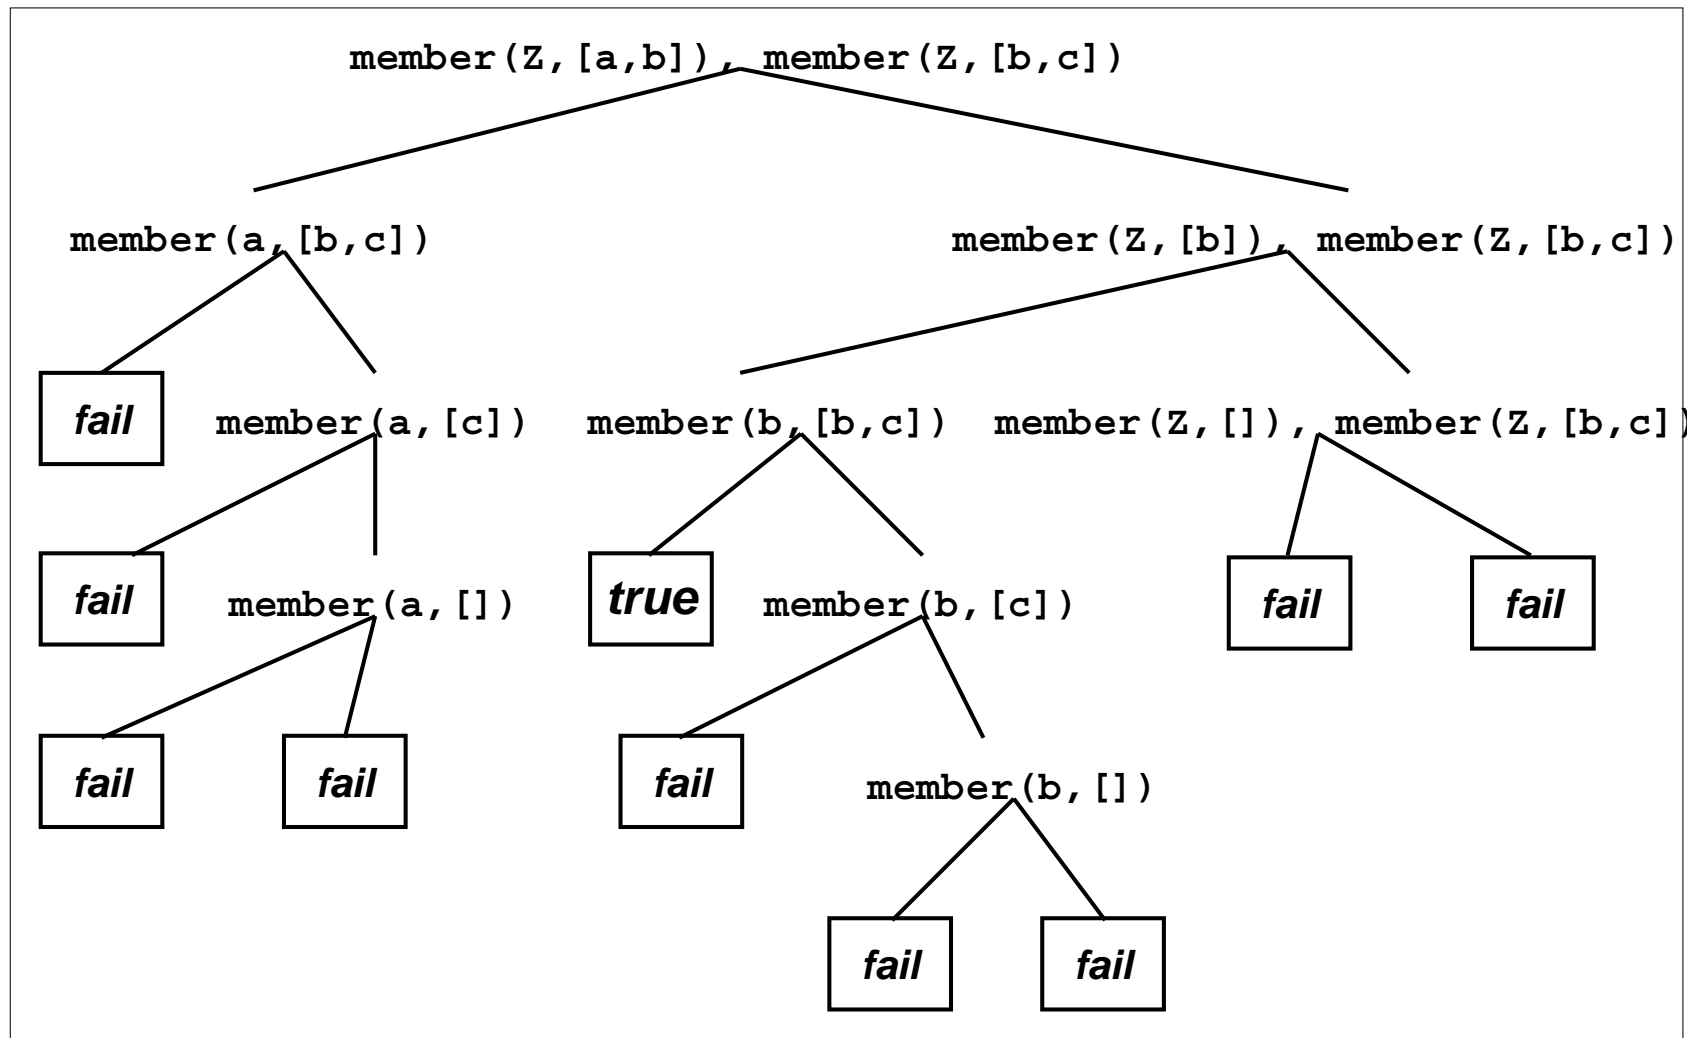 member(Z,[a,b]), member(Z,[b,c])
member(a,[b,c]) member(Z,[b]), member(Z,[b,c])
fail member(a,[c]) member(b,[b,c]) member(Z,[]), member(Z,[b,c])
fail member(a,[]) true member(b,[c]) fail fail
fail fail fail member(b,[])
fail fail